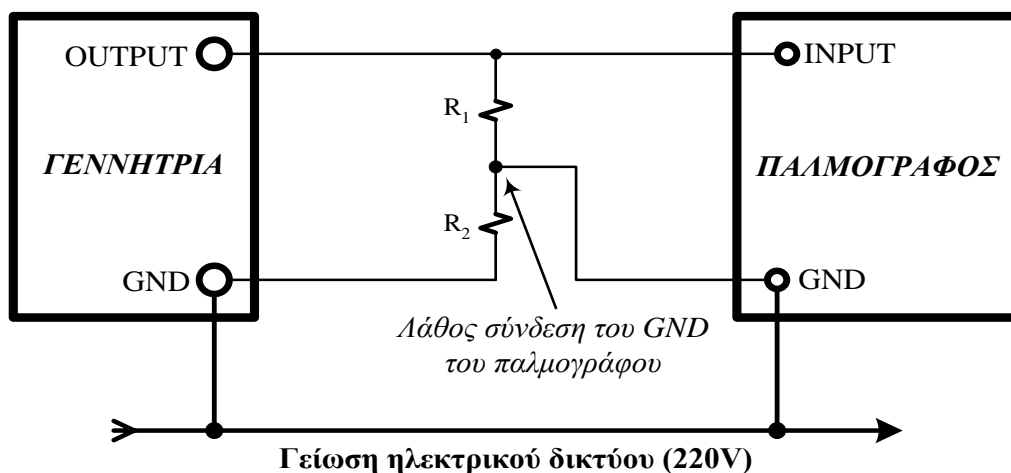 OUTPUT
INPUT
R1
ΓΕΝΝΗΤΡΙΑ
ΠΑΛΜΟΓΡΑΦΟΣ
R2
GND
GND
Λάθος σύνδεση του GND
του παλμογράφου
Γείωση ηλεκτρικού δικτύου (220V)